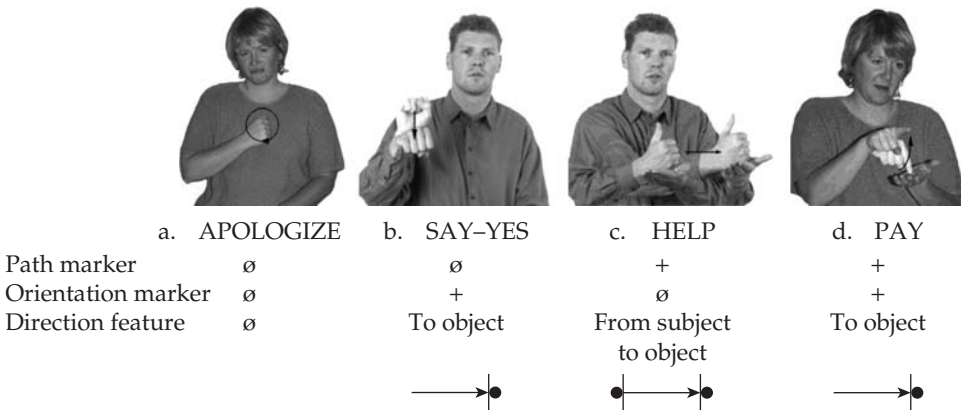 a. APOLOGIZE b. SAY–YES c. HELP d. PAY
Path marker ø ø + +
Orientation marker ø + ø +
Direction feature ø To object From subject To object
to object